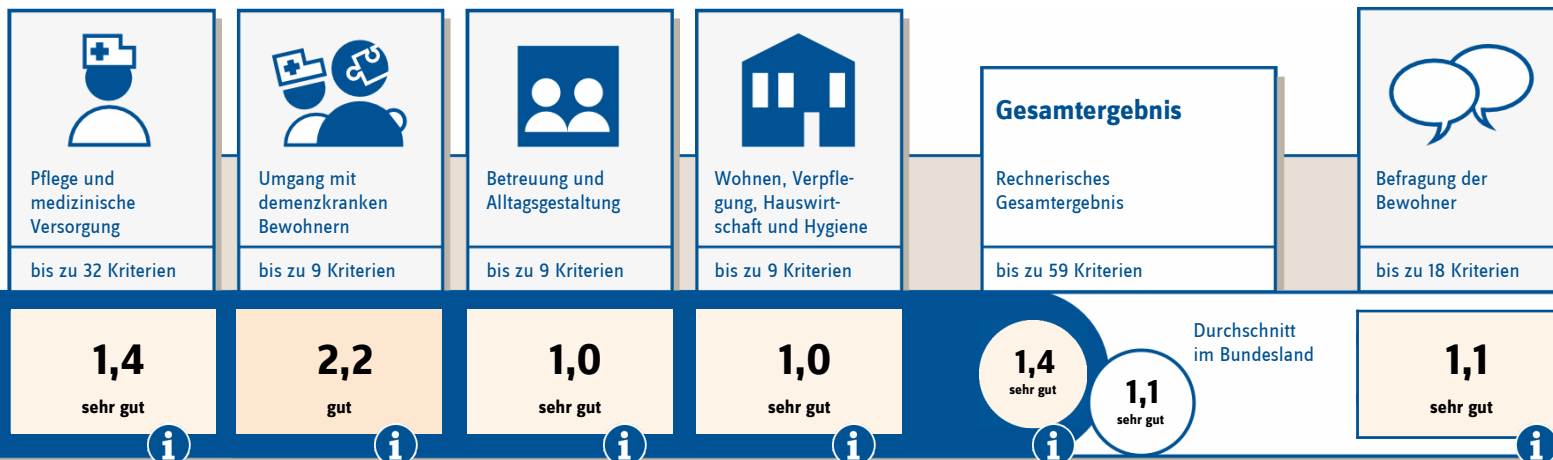 Pflege und
medizinische
Versorgung
bis zu 32 Kriterien
1,4
sehr gut
Umgang mit
demenzkranken
Bewohnern
bis zu 9 Kriterien
2,2
gut
Betreuung und
Alltagsgestaltung
bis zu 9 Kriterien
1,0
sehr gut
Wohnen, Verpfle-
gung, Hauswirt-
schaft und Hygiene
bis zu 9 Kriterien
1,0
sehr gut
Gesamtergebnis
Rechnerisches
Gesamtergebnis
bis zu 59 Kriterien
1,4
sehr gut
1,1
sehr gut
Durchschnitt
im Bundesland
Befragung der
Bewohner
bis zu 18 Kriterien
1,1
sehr gut